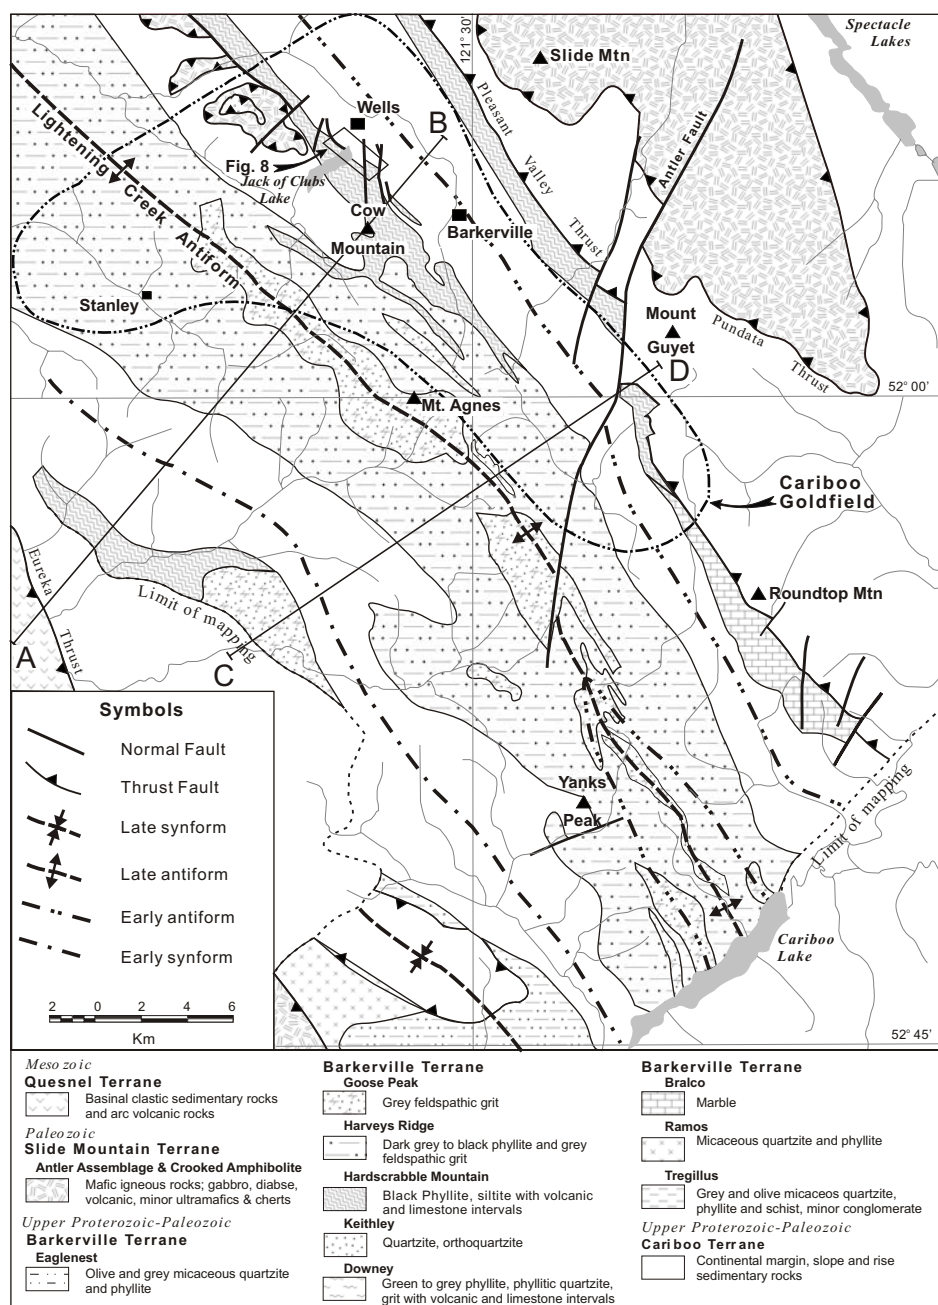 121° 30'
Spectacle
Lakes
Slide Mtn
Pleasant
Valley
Thrust
Antler Fault
Wells
B
Lightening
Creek
Antiform
Fig. 8
Jack of Clubs
Lake
Cow
Mountain
Barkerville
Stanley
Mount
Guyet
Pundata
Thrust
D
52° 00'
Mt. Agnes
Cariboo
Goldfield
Eureka
Thrust
Limit of mapping
Roundtop Mtn
A
C
Yanks
Peak
Limit of mapping
Cariboo
Lake
52° 45'
Symbols
Normal Fault
Thrust Fault
Late synform
Late antiform
Early antiform
Early synform
2 0 2 4 6
Km
Mesozoic
Quesnel Terrane
Basinal clastic sedimentary rocks
and arc volcanic rocks
Paleozoic
Slide Mountain Terrane
Antler Assemblage & Crooked Amphibolite
Mafic igneous rocks; gabbro, diabse,
volcanic, minor ultramafics & cherts
Upper Proterozoic-Paleozoic
Barkerville Terrane
Eaglenest
Olive and grey micaceous quartzite
and phyllite
Barkerville Terrane
Goose Peak
Grey feldspathic grit
Harveys Ridge
Dark grey to black phyllite and grey
feldspathic grit
Hardscrabble Mountain
Black Phyllite, siltite with volcanic
and limestone intervals
Keithley
Quartzite, orthoquartzite
Downey
Green to grey phyllite, phyllitic quartzite,
grit with volcanic and limestone intervals
Barkerville Terrane
Bralco
Marble
Ramos
Micaceous quartzite and phyllite
Tregillus
Grey and olive micaceos quartzite,
phyllite and schist, minor conglomerate
Upper Proterozoic-Paleozoic
Cariboo Terrane
Continental margin, slope and rise
sedimentary rocks